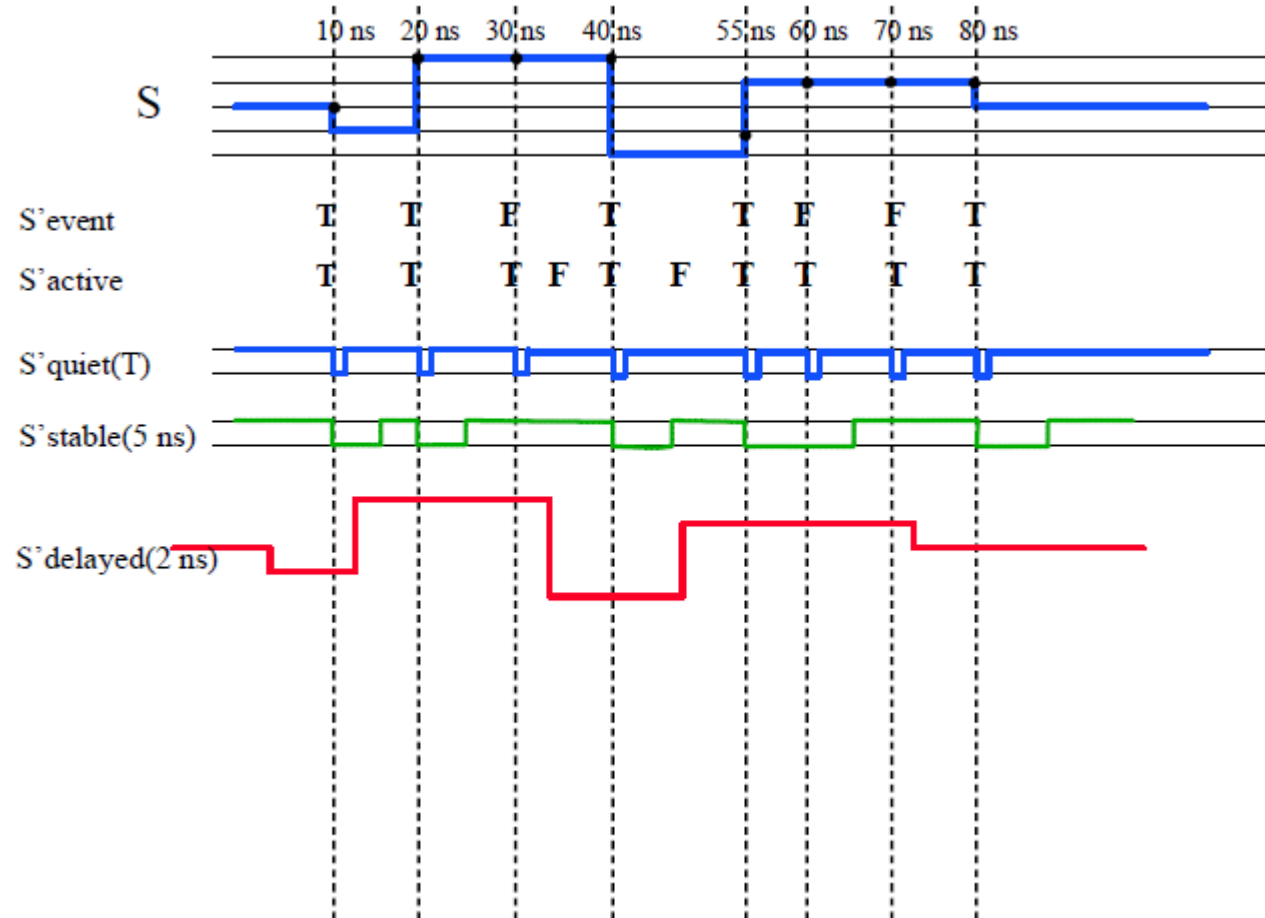 10 ns 20 ns 30 ns 40 ns 55 ns 60 ns 70 ns 80 ns
S
S’event T T F T T F F T
S’active T T T F T F T T T T
S’quiet(T)
S’stable(5 ns)
S’delayed(2 ns)